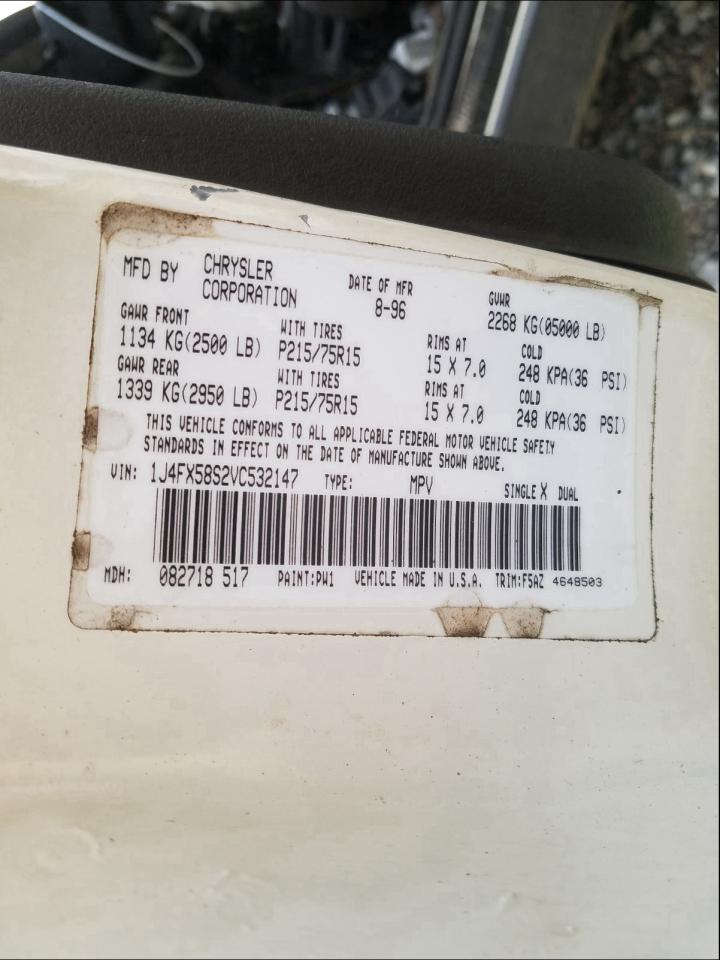 MFD BY CHRYSLER CORPORATION DATE OF MFR 8-96 GVWR 2268 KG(05000 LB)
GAWR FRONT WITH TIRES RIMS AT COLD
1134 KG(2500 LB) P215/75R15 15 X 7.0 248 KPA(36 PSI)
GAWR REAR WITH TIRES RIMS AT COLD
1339 KG(2950 LB) P215/75R15 15 X 7.0 248 KPA(36 PSI)
THIS VEHICLE CONFORMS TO ALL APPLICABLE FEDERAL MOTOR VEHICLE SAFETY
STANDARDS IN EFFECT ON THE DATE OF MANUFACTURE SHOWN ABOVE.
VIN: 1J4FX58S2VC532147 TYPE: MPV SINGLE X DUAL
MDH: 082718 517 PAINT:PW1 VEHICLE MADE IN U.S.A. TRIM:F5AZ 4648503